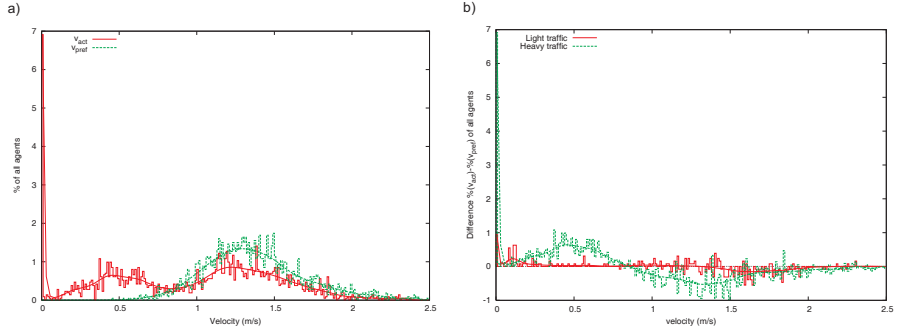 a)
7
6
5
4
3
2
1
0
% of all agents
0
0.5
1
1.5
2
2.5
Velocity (m/s)
v_act
v_pref
b)
7
6
5
4
3
2
1
0
-1
Difference %(v_act)-%(v_pref) of all agents
0
0.5
1
1.5
2
2.5
velocity (m/s)
Light traffic
Heavy traffic